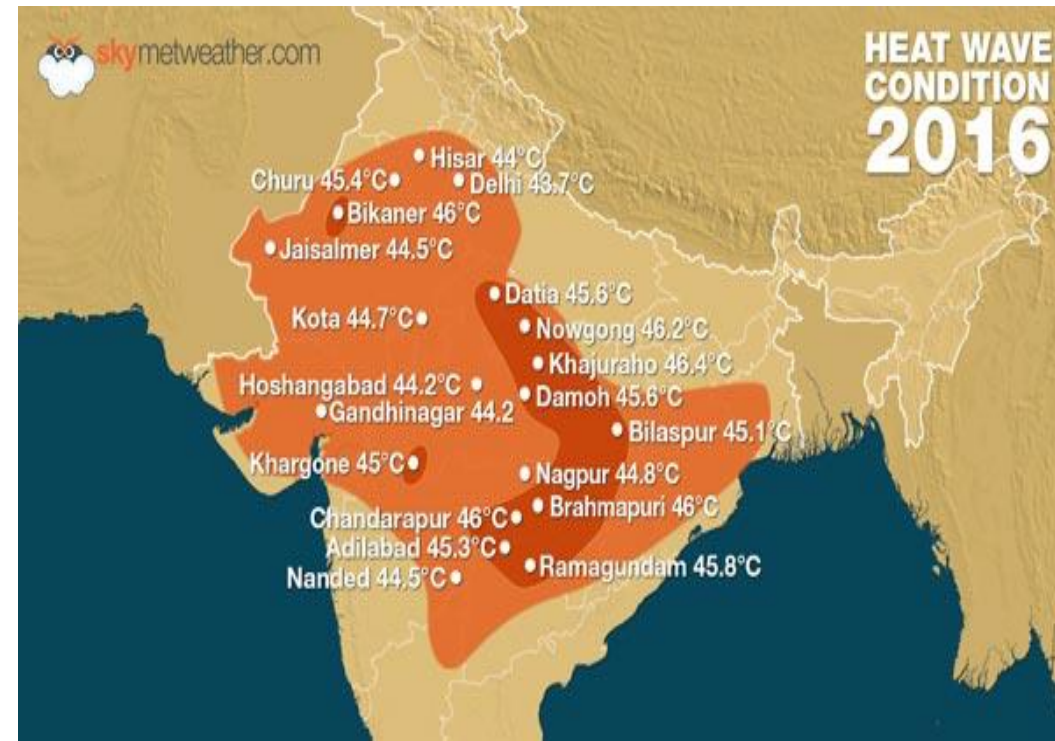 skymetweather.com
HEAT WAVE
CONDITION
2016
Hisar 44°C
Churu 45.4°C
Delhi 43.7°C
Bikaner 46°C
Jaisalmer 44.5°C
Datia 45.6°C
Kota 44.7°C
Nowgong 46.2°C
Khajuraho 46.4°C
Hoshangabad 44.2°C
Damoh 45.6°C
Gandhinagar 44.2
Bilaspur 45.1°C
Khargone 45°C
Nagpur 44.8°C
Brahmapuri 46°C
Chandarapur 46°C
Adilabad 45.3°C
Ramagundam 45.8°C
Nanded 44.5°C